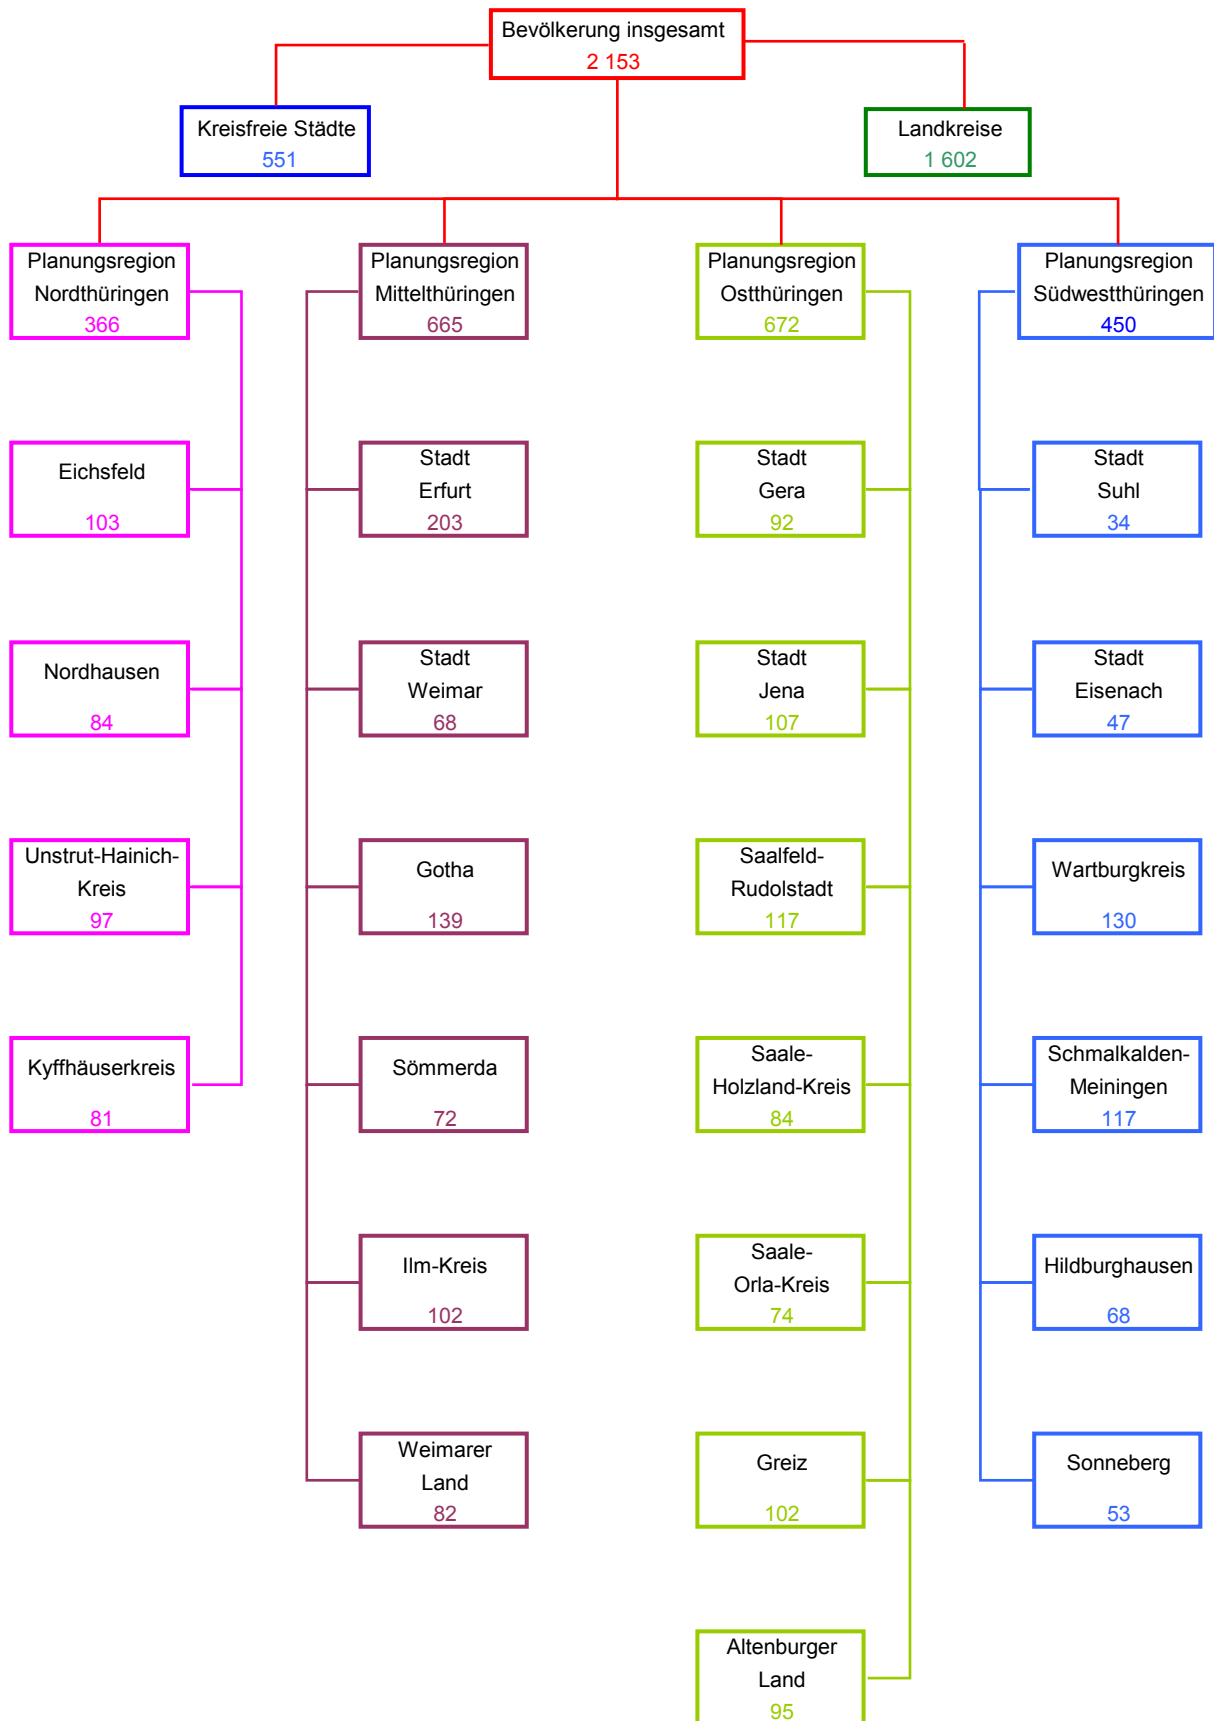 Bevölkerung insgesamt
2 153
Kreisfreie Städte
551
Landkreise
1 602
Planungsregion
Nordthüringen
366
Eichsfeld
103
Nordhausen
84
Unstrut-Hainich-
Kreis
97
Kyffhäuserkreis
81
Planungsregion
Mittelthüringen
665
Stadt
Erfurt
203
Stadt
Weimar
68
Gotha
139
Sömmerda
72
Ilm-Kreis
102
Weimarer
Land
82
Planungsregion
Ostthüringen
672
Stadt
Gera
92
Stadt
Jena
107
Saalfeld-
Rudolstadt
117
Saale-
Holzland-Kreis
84
Saale-
Orla-Kreis
74
Greiz
102
Altenburger
Land
95
Planungsregion
Südwestthüringen
450
Stadt
Suhl
34
Stadt
Eisenach
47
Wartburgkreis
130
Schmalkalden-
Meiningen
117
Hildburghausen
68
Sonneberg
53